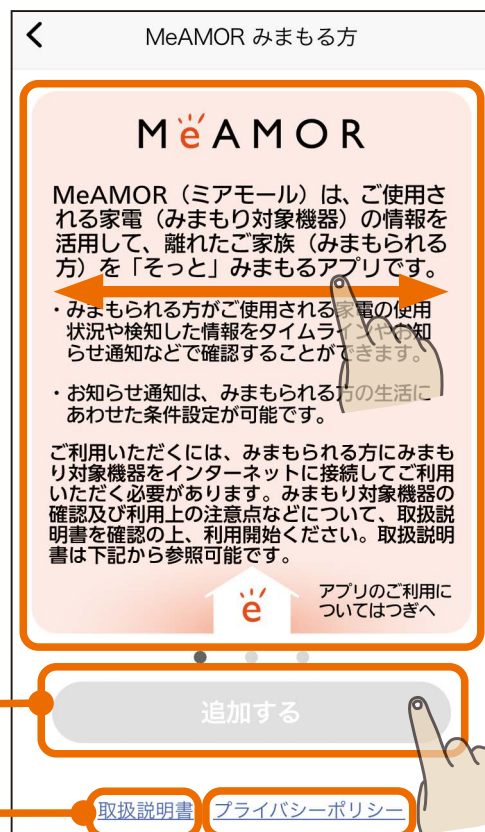 MeAMOR みまもる方
MëAMOR
MeAMOR（ミアモール）は、ご使用さ
れる家電（みまもり対象機器）の情報を
活用して、離れたご家族（みまもられる
方）を「そっと」みまもるアプリです。
・みまもられる方がご使用される家電の使用
状況や検知した情報をタイムラインやお知
らせ通知などで確認することができます。
・お知らせ通知は、みまもられる方の生活に
あわせた条件設定が可能です。
ご利用いただくには、みまもられる方にみまも
り対象機器をインターネットに接続してご利用
いただく必要があります。みまもり対象機器の
確認及び利用上の注意点などについて、取扱説
明書を確認の上、利用開始ください。取扱説明
書は下記から参照可能です。
ë
アプリのご利用に
ついてはつぎへ
追加する
取扱説明書 プライバシーポリシー